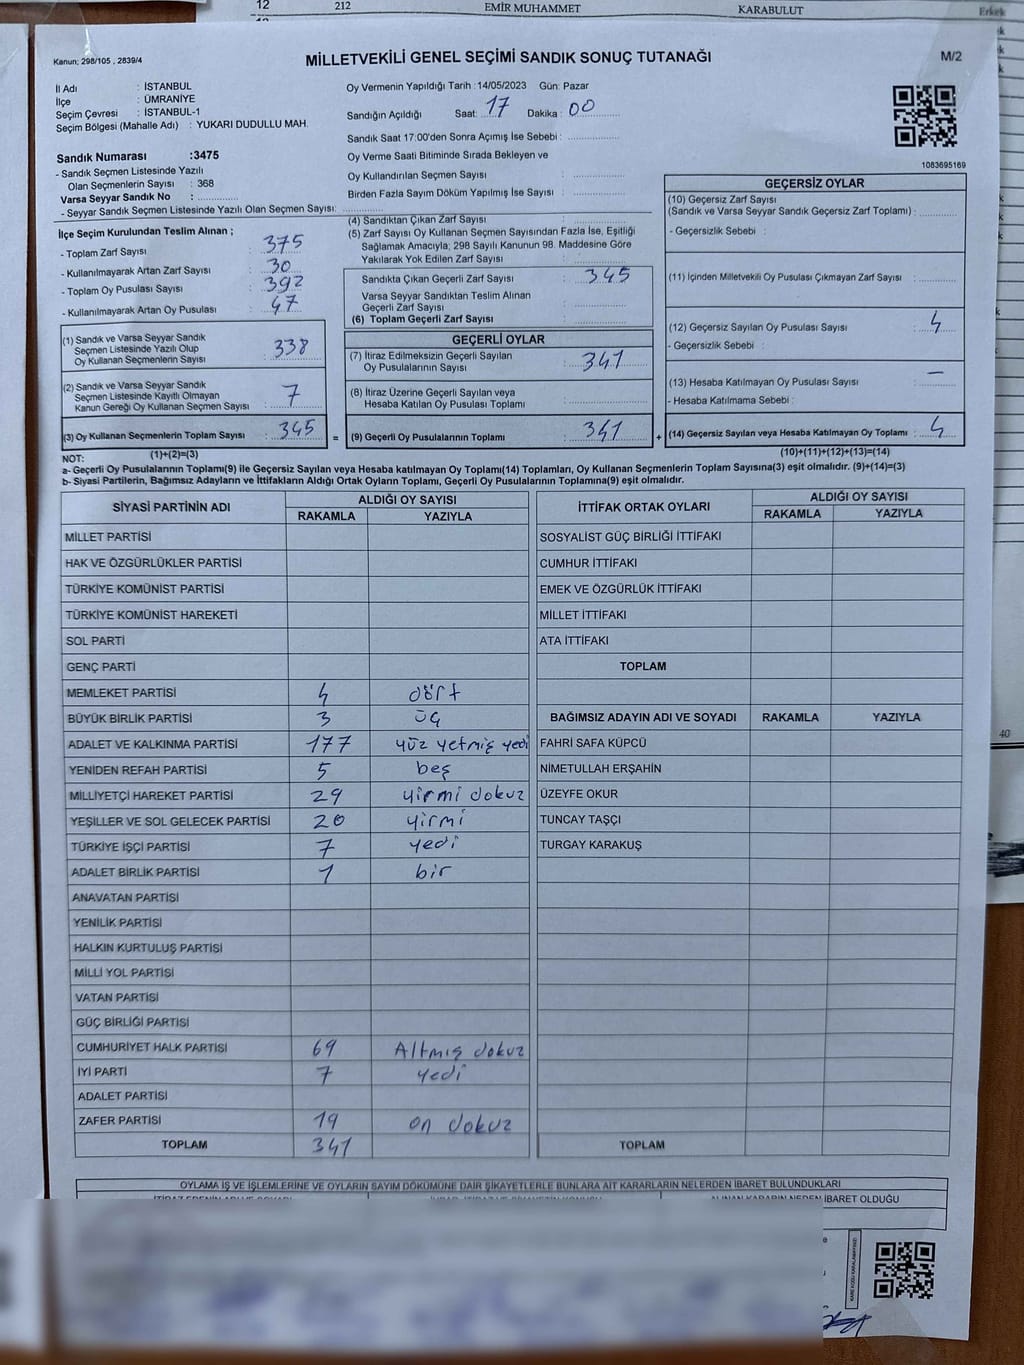 12 212 EMİR MUHAMMET KARABULUT Erkek
Kanun; 298/105 , 2839/4
MİLLETVEKİLİ GENEL SEÇİMİ SANDIK SONUÇ TUTANAĞI
M/2
İl Adı : İSTANBUL
İlçe : ÜMRANİYE
Seçim Çevresi : İSTANBUL-1
Seçim Bölgesi (Mahalle Adı) : YUKARI DUDULLU MAH.
Oy Vermenin Yapıldığı Tarih :14/05/2023 Gün: Pazar
Sandığın Açıldığı Saat: 17 Dakika : 00
Sandık Saat 17:00'den Sonra Açımış İse Sebebi :
Oy Verme Saati Bitiminde Sırada Bekleyen ve
Oy Kullandırılan Seçmen Sayısı :
Birden Fazla Sayım Döküm Yapılmış İse Sayısı :
1083695169
Sandık Numarası :3475
- Sandık Seçmen Listesinde Yazılı
Olan Seçmenlerin Sayısı : 368
Varsa Seyyar Sandık No :
- Seyyar Sandık Seçmen Listesinde Yazılı Olan Seçmen Sayısı:
İlçe Seçim Kurulundan Teslim Alınan ;
- Toplam Zarf Sayısı : 375
- Kullanılmayarak Artan Zarf Sayısı : 30
- Toplam Oy Pusulası Sayısı : 392
- Kullanılmayarak Artan Oy Pusulası : 47
(4) Sandıktan Çıkan Zarf Sayısı :
(5) Zarf Sayısı Oy Kullanan Seçmen Sayısından Fazla İse, Eşitliği
Sağlamak Amacıyla; 298 Sayılı Kanunun 98. Maddesine Göre
Yakılarak Yok Edilen Zarf Sayısı :
Sandıkta Çıkan Geçerli Zarf Sayısı : 345
Varsa Seyyar Sandıktan Teslim Alınan
Geçerli Zarf Sayısı :
(6) Toplam Geçerli Zarf Sayısı :
GEÇERSİZ OYLAR
(10) Geçersiz Zarf Sayısı
(Sandık ve Varsa Seyyar Sandık Geçersiz Zarf Toplamı) :
- Geçersizlik Sebebi :
(11) İçinden Milletvekili Oy Pusulası Çıkmayan Zarf Sayısı :
(12) Geçersiz Sayılan Oy Pusulası Sayısı : 4
- Geçersizlik Sebebi :
(13) Hesaba Katılmayan Oy Pusulası Sayısı : —
- Hesaba Katılmama Sebebi :
(14) Geçersiz Sayılan veya Hesaba Katılmayan Oy Toplamı : 4
(10)+(11)+(12)+(13)=(14)
(1) Sandık ve Varsa Seyyar Sandık
Seçmen Listesinde Yazılı Olup
Oy Kullanan Seçmenlerin Sayısı : 338
(2) Sandık ve Varsa Seyyar Sandık
Seçmen Listesinde Kayıtlı Olmayan
Kanun Gereği Oy Kullanan Seçmen Sayısı : 7
(3) Oy Kullanan Seçmenlerin Toplam Sayısı : 345
(1)+(2)=(3)
GEÇERLİ OYLAR
(7) İtiraz Edilmeksizin Geçerli Sayılan
Oy Pusulalarının Sayısı : 341
(8) İtiraz Üzerine Geçerli Sayılan veya
Hesaba Katılan Oy Pusulası Toplamı :
= (9) Geçerli Oy Pusulalarının Toplamı : 341 +
NOT:
a- Geçerli Oy Pusulalarının Toplamı(9) ile Geçersiz Sayılan veya Hesaba katılmayan Oy Toplamı(14) Toplamları, Oy Kullanan Seçmenlerin Toplam Sayısına(3) eşit olmalıdır. (9)+(14)=(3)
b- Siyasi Partilerin, Bağımsız Adayların ve İttifakların Aldığı Ortak Oyların Toplamı, Geçerli Oy Pusulalarının Toplamına(9) eşit olmalıdır.
SİYASİ PARTİNİN ADI ALDIĞI OY SAYISI
RAKAMLA YAZIYLA
MİLLET PARTİSİ
HAK VE ÖZGÜRLÜKLER PARTİSİ
TÜRKİYE KOMÜNİST PARTİSİ
TÜRKİYE KOMÜNİST HAREKETİ
SOL PARTİ
GENÇ PARTİ
MEMLEKET PARTİSİ 4 dört
BÜYÜK BİRLİK PARTİSİ 3 üç
ADALET VE KALKINMA PARTİSİ 177 yüz yetmiş yedi
YENİDEN REFAH PARTİSİ 5 beş
MİLLİYETÇİ HAREKET PARTİSİ 29 yirmi dokuz
YEŞİLLER VE SOL GELECEK PARTİSİ 20 yirmi
TÜRKİYE İŞÇİ PARTİSİ 7 yedi
ADALET BİRLİK PARTİSİ 1 bir
ANAVATAN PARTİSİ
YENİLİK PARTİSİ
HALKIN KURTULUŞ PARTİSİ
MİLLİ YOL PARTİSİ
VATAN PARTİSİ
GÜÇ BİRLİĞİ PARTİSİ
CUMHURİYET HALK PARTİSİ 69 Altmış dokuz
İYİ PARTİ 7 yedi
ADALET PARTİSİ
ZAFER PARTİSİ 19 on dokuz
TOPLAM 341
İTTİFAK ORTAK OYLARI ALDIĞI OY SAYISI
RAKAMLA YAZIYLA
SOSYALİST GÜÇ BİRLİĞİ İTTİFAKI
CUMHUR İTTİFAKI
EMEK VE ÖZGÜRLÜK İTTİFAKI
MİLLET İTTİFAKI
ATA İTTİFAKI
TOPLAM
BAĞIMSIZ ADAYIN ADI VE SOYADI RAKAMLA YAZIYLA
FAHRİ SAFA KÜPCÜ
NİMETULLAH ERŞAHİN
ÜZEYFE OKUR
TUNCAY TAŞÇI
TURGAY KARAKUŞ
TOPLAM
40
OYLAMA İŞ VE İŞLEMLERİNE VE OYLARIN SAYIM DÖKÜMÜNE DAİR ŞİKAYETLERLE BUNLARA AİT KARARLARIN NELERDEN İBARET BULUNDUKLARI
ALINAN KARARIN NEDEN İBARET OLDUĞU